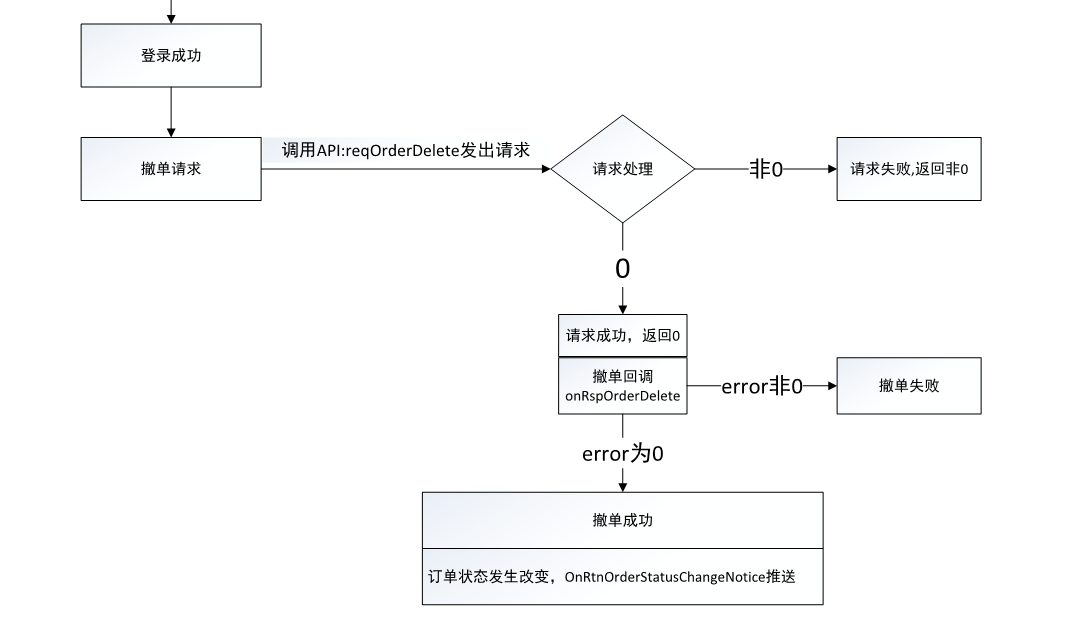 登录成功
撤单请求
调用API:reqOrderDelete发出请求
请求处理
非0
请求失败,返回非0
0
请求成功，返回0
撤单回调
onRspOrderDelete
error非0
撤单失败
error为0
撤单成功
订单状态发生改变，OnRtnOrderStatusChangeNotice推送